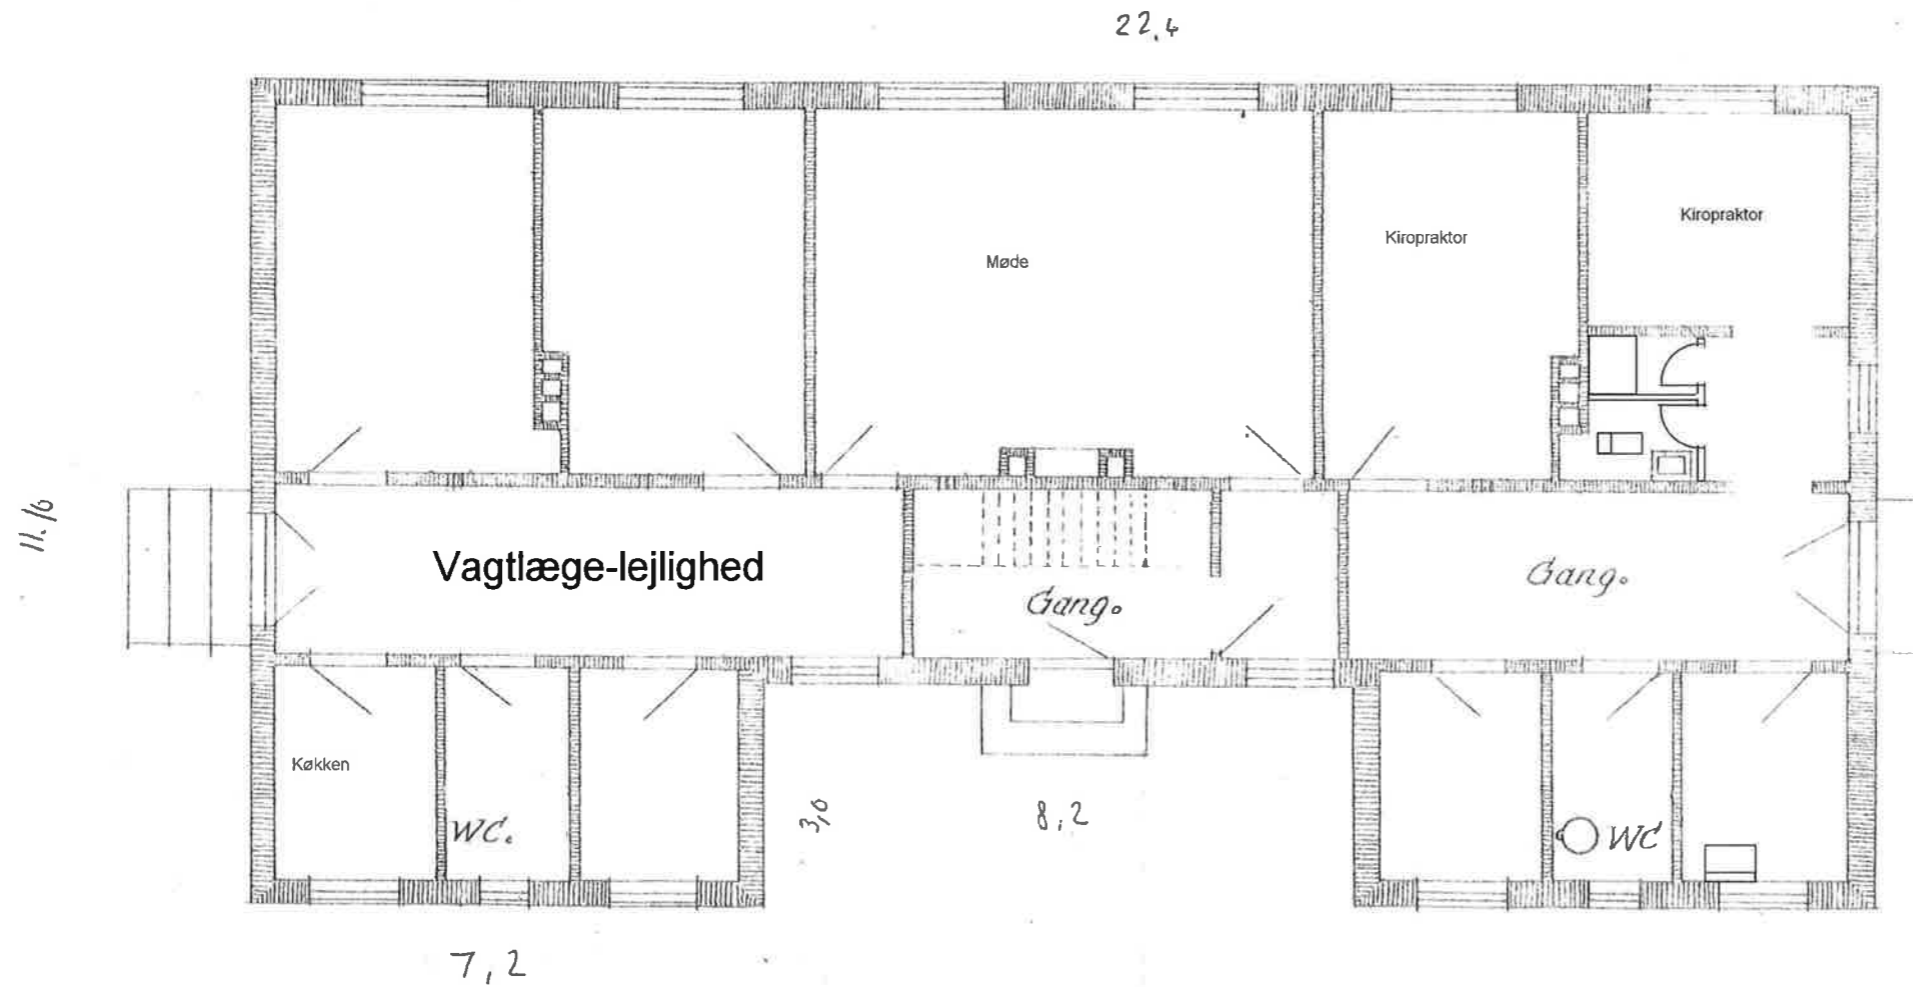 22,4
Kiropraktor
Kiropraktor
Møde
11,6
Vagtlæge-lejlighed
Gang.
Gang.
Køkken
WC.
3,0
8,2
WC
7,2